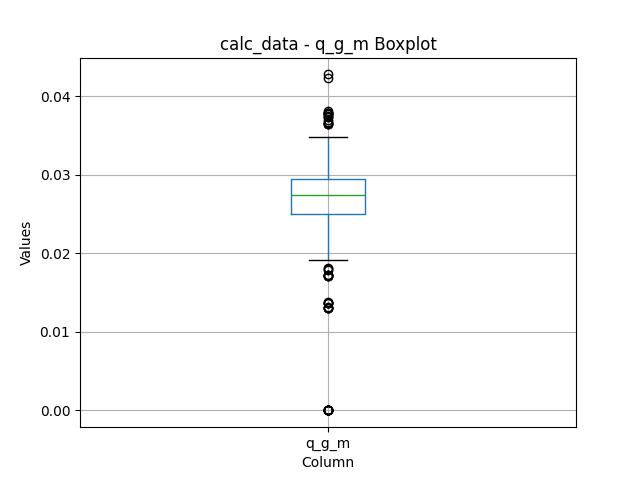 calc_data - q_g_m Boxplot
0.04
0.03
0.02
0.01
0.00
Values
q_g_m
Column